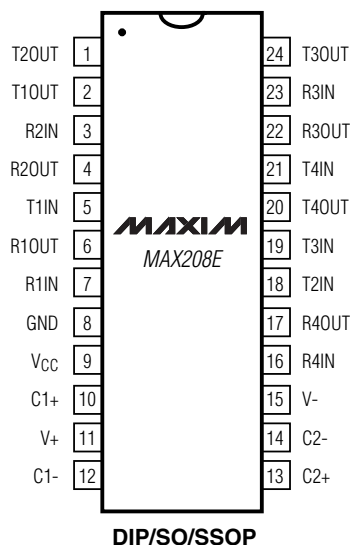 T2OUT 1 24 T3OUT
T1OUT 2 23 R3IN
R2IN 3 22 R3OUT
R2OUT 4 21 T4IN
T1IN 5 20 T4OUT
MAXIM
R1OUT 6 19 T3IN
MAX208E
R1IN 7 18 T2IN
GND 8 17 R4OUT
VCC 9 16 R4IN
C1+ 10 15 V-
V+ 11 14 C2-
C1- 12 13 C2+
DIP/SO/SSOP